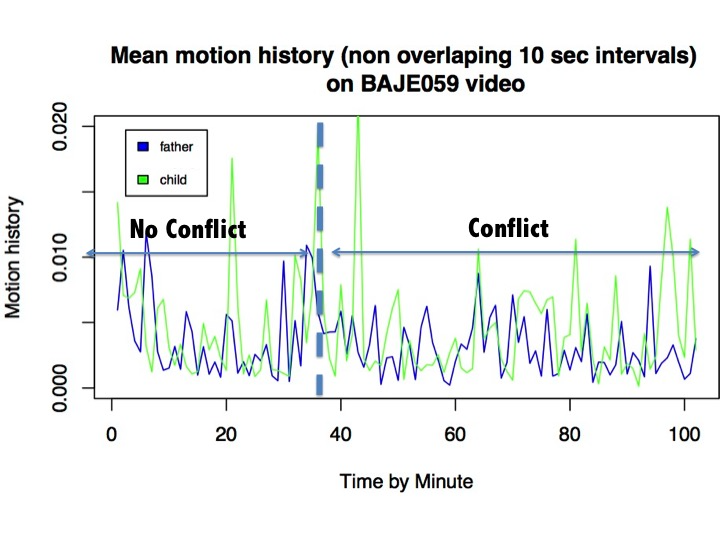 Mean motion history (non overlaping 10 sec intervals)
on BAJE059 video
0.020
0.010
0.000
Motion history
father
child
No Conflict
Conflict
0 20 40 60 80 100
Time by Minute